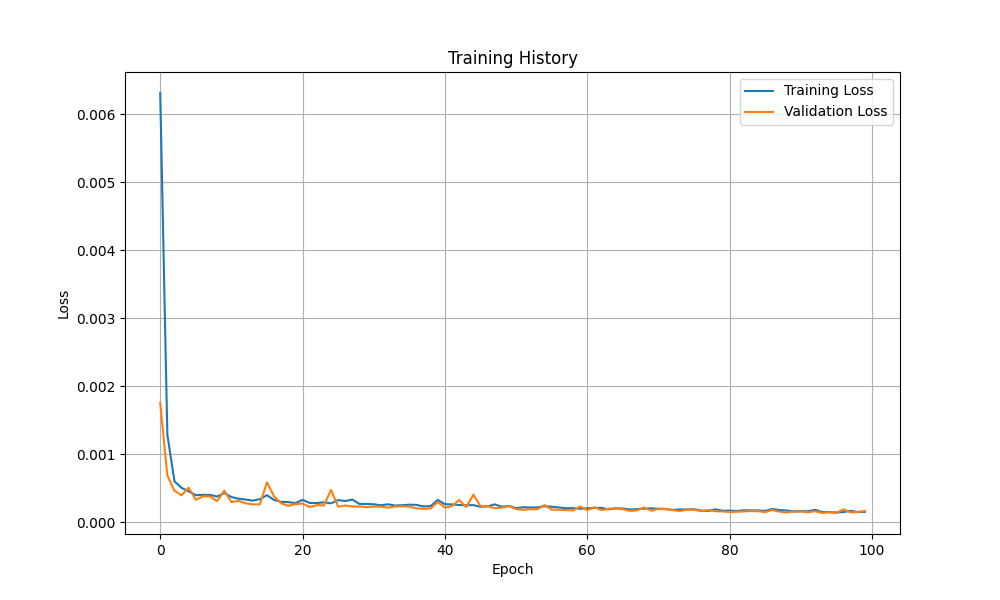 Training History
Training Loss
Validation Loss
0.006
0.005
0.004
0.003
0.002
0.001
0.000
Loss
0 20 40 60 80 100
Epoch